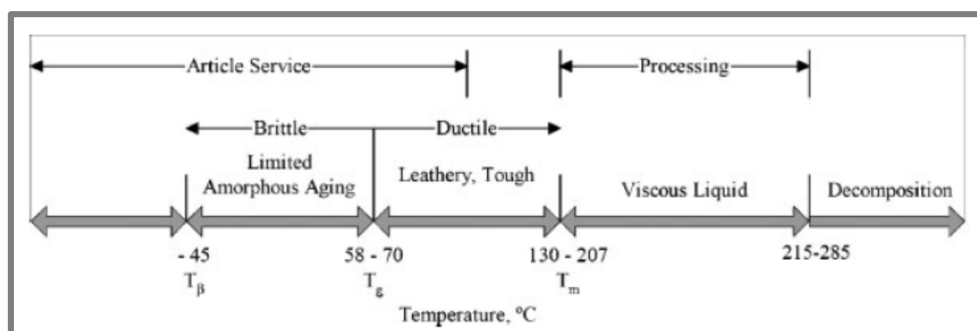 Article Service Processing
Brittle Ductile
Limited
Amorphous Aging Leathery, Tough Viscous Liquid Decomposition
- 45 58 - 70 130 - 207 215-285
Tβ Tg Tm
Temperature, ºC